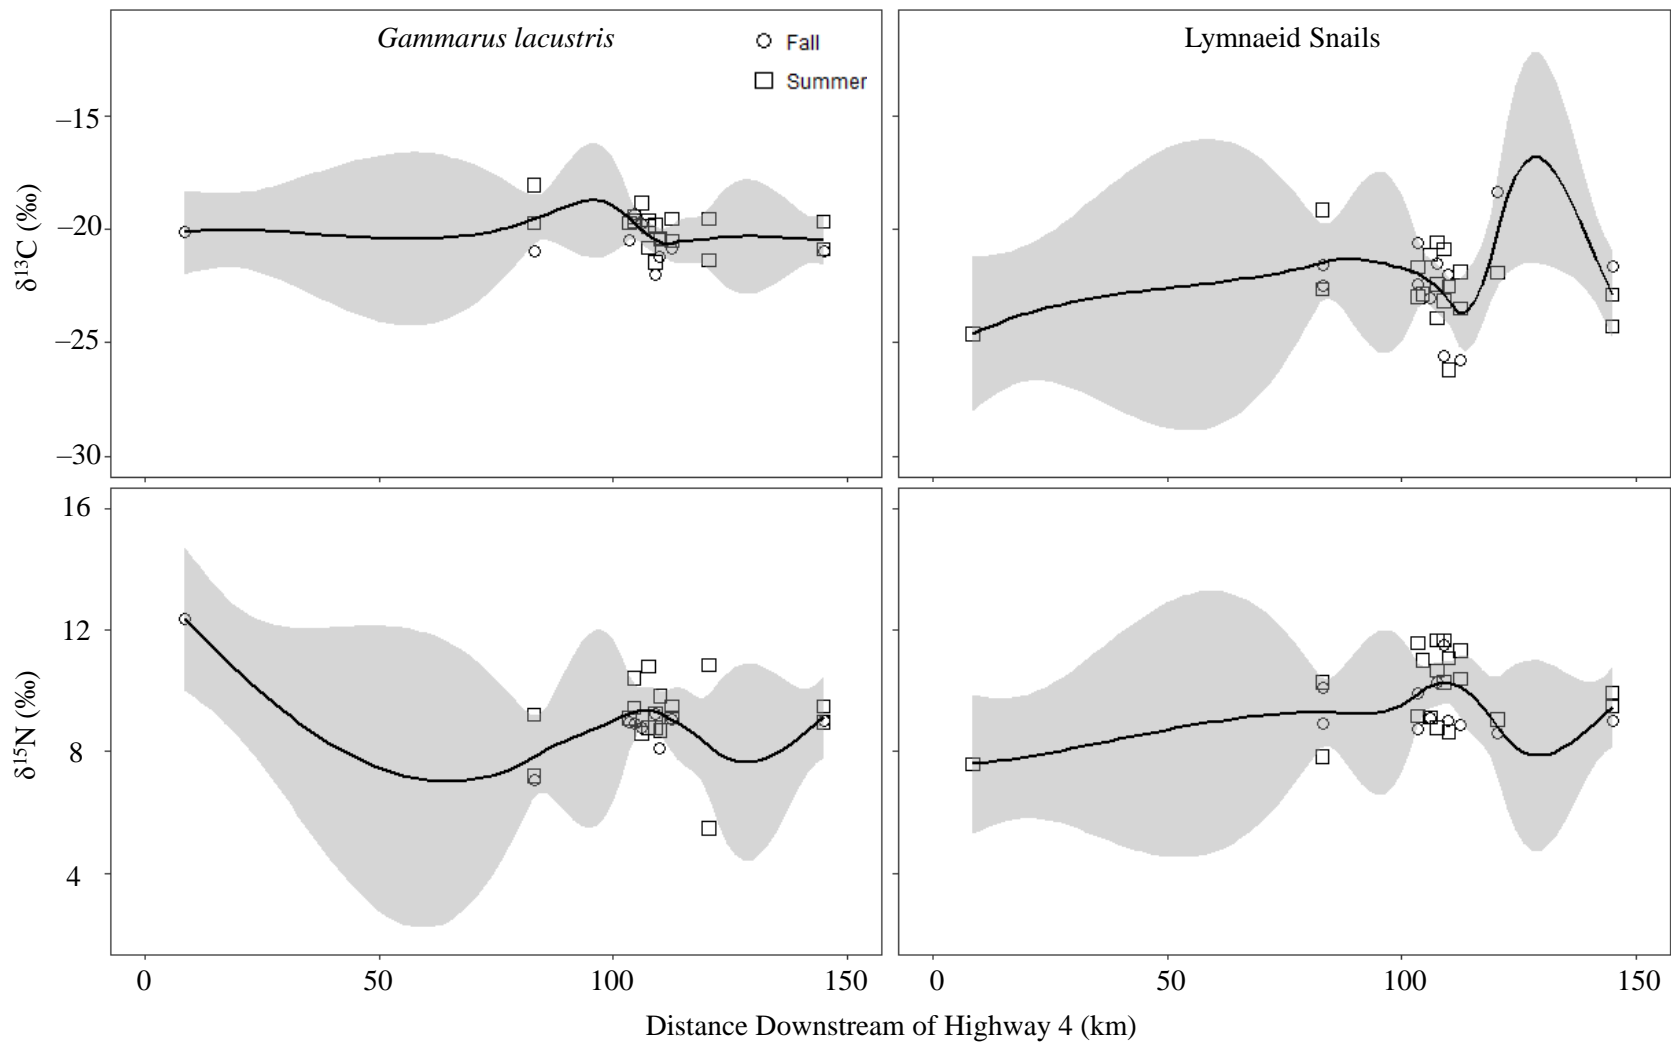 Gammarus lacustris
Fall
Summer
Lymnaeid Snails
δ13C (‰)
–15
–20
–25
–30
δ15N (‰)
16
12
8
4
0 50 100 150 0 50 100 150
Distance Downstream of Highway 4 (km)